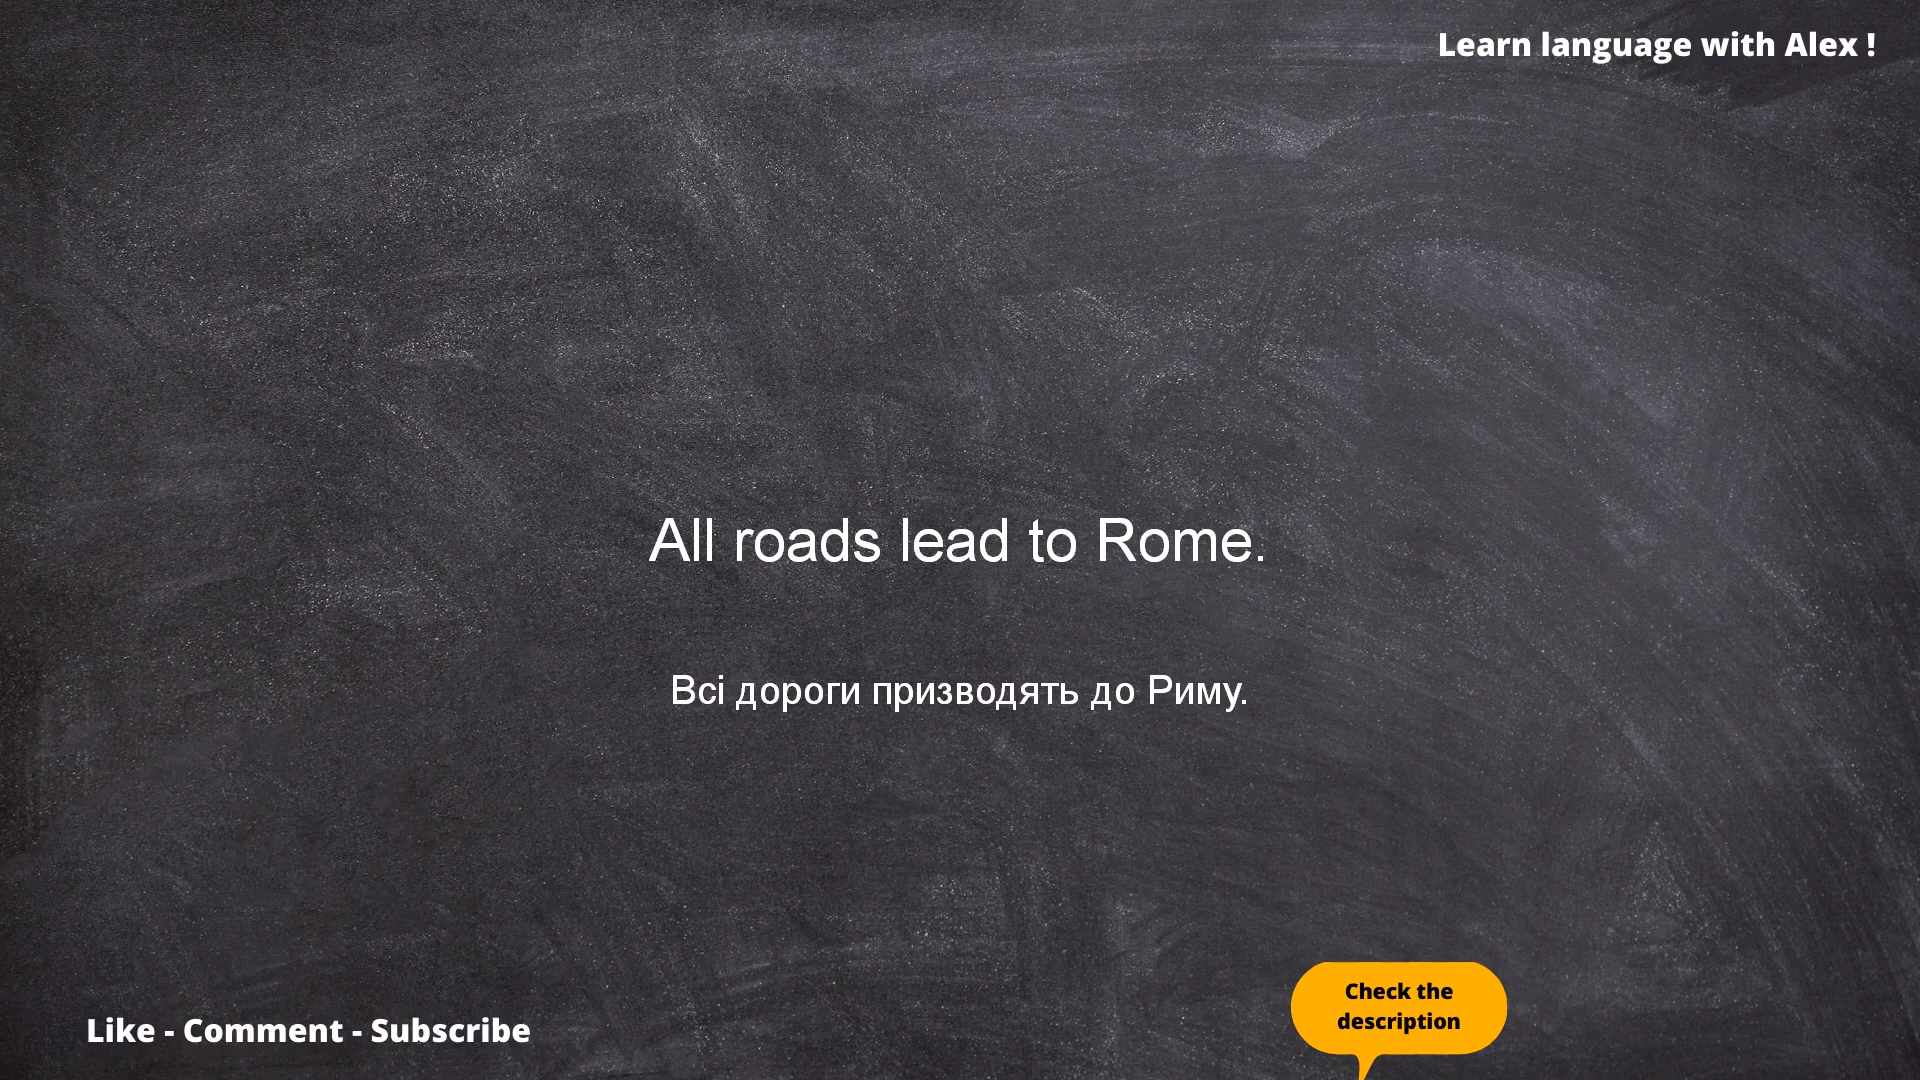 Learn language with Alex !
All roads lead to Rome.
Всі дороги призводять до Риму.
Check the
description
Like - Comment - Subscribe